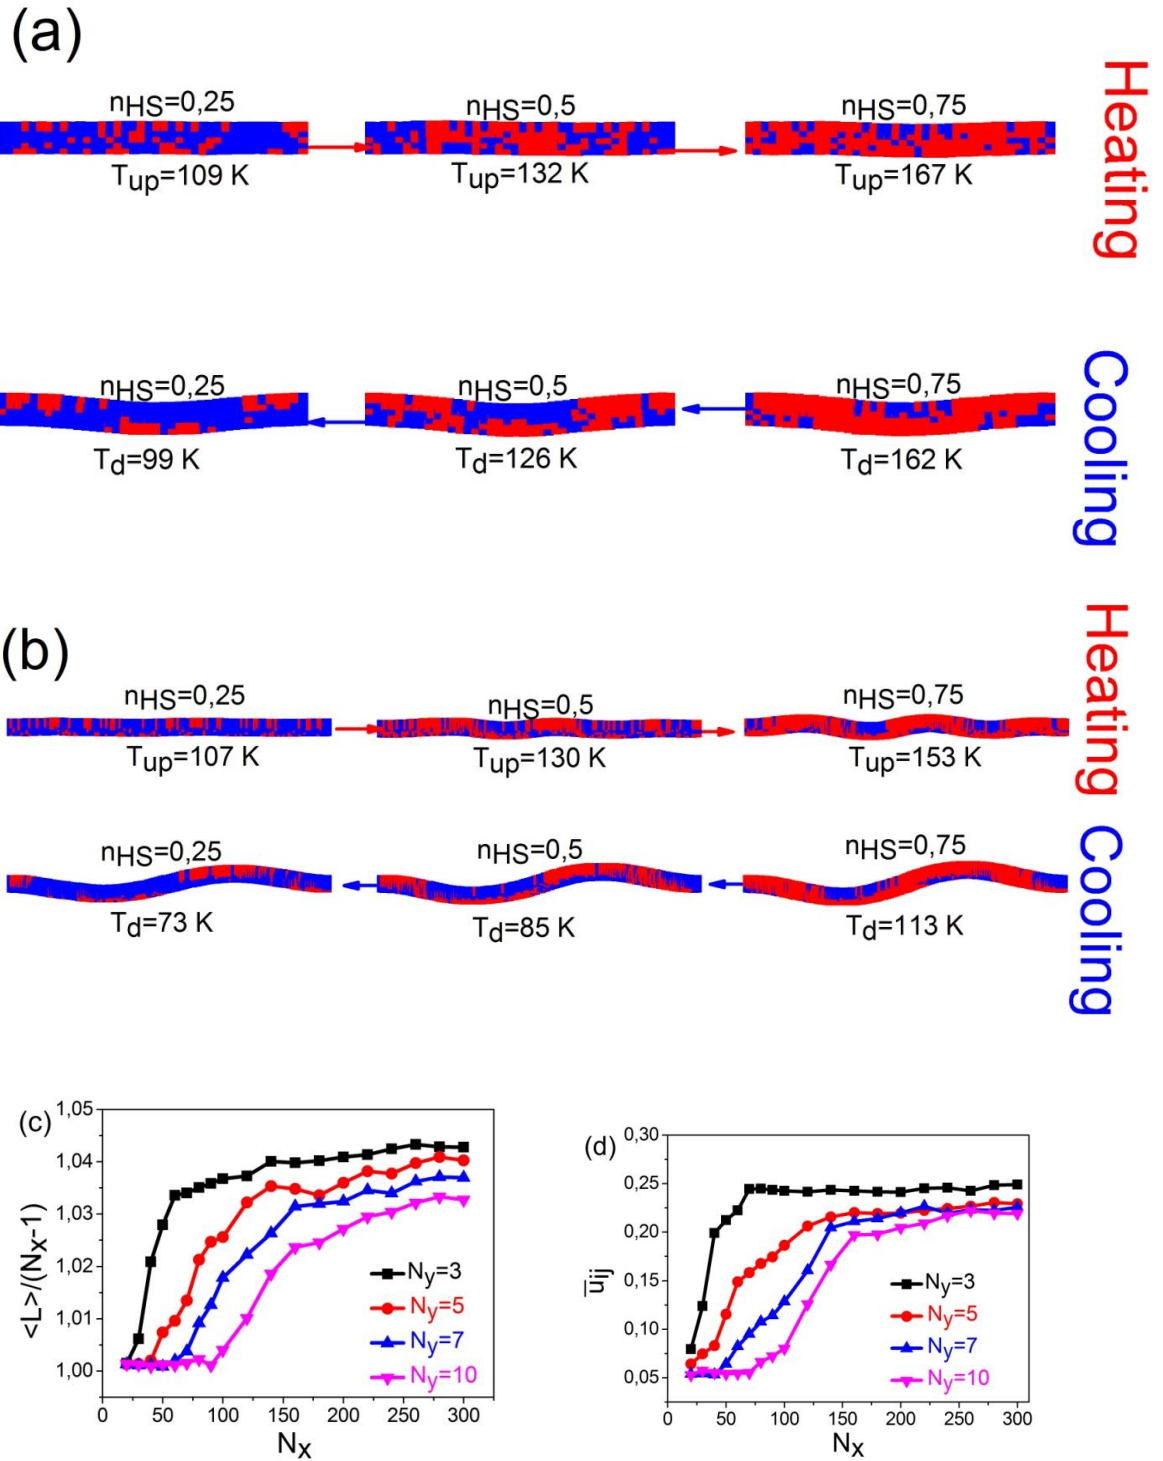 (a)
Heating
nHS=0,25
nHS=0,5
nHS=0,75
Tup=109 K
Tup=132 K
Tup=167 K
Cooling
nHS=0,25
nHS=0,5
nHS=0,75
Td=99 K
Td=126 K
Td=162 K
(b)
Heating
nHS=0,25
nHS=0,5
nHS=0,75
Tup=107 K
Tup=130 K
Tup=153 K
Cooling
nHS=0,25
nHS=0,5
nHS=0,75
Td=73 K
Td=85 K
Td=113 K
(c)
<L>/(Nx-1)
1,05
1,04
1,03
1,02
1,01
1,00
Ny=3
Ny=5
Ny=7
Ny=10
0 50 100 150 200 250 300
Nx
(d)
u̅ij
0,30
0,25
0,20
0,15
0,10
0,05
Ny=3
Ny=5
Ny=7
Ny=10
0 50 100 150 200 250 300
Nx